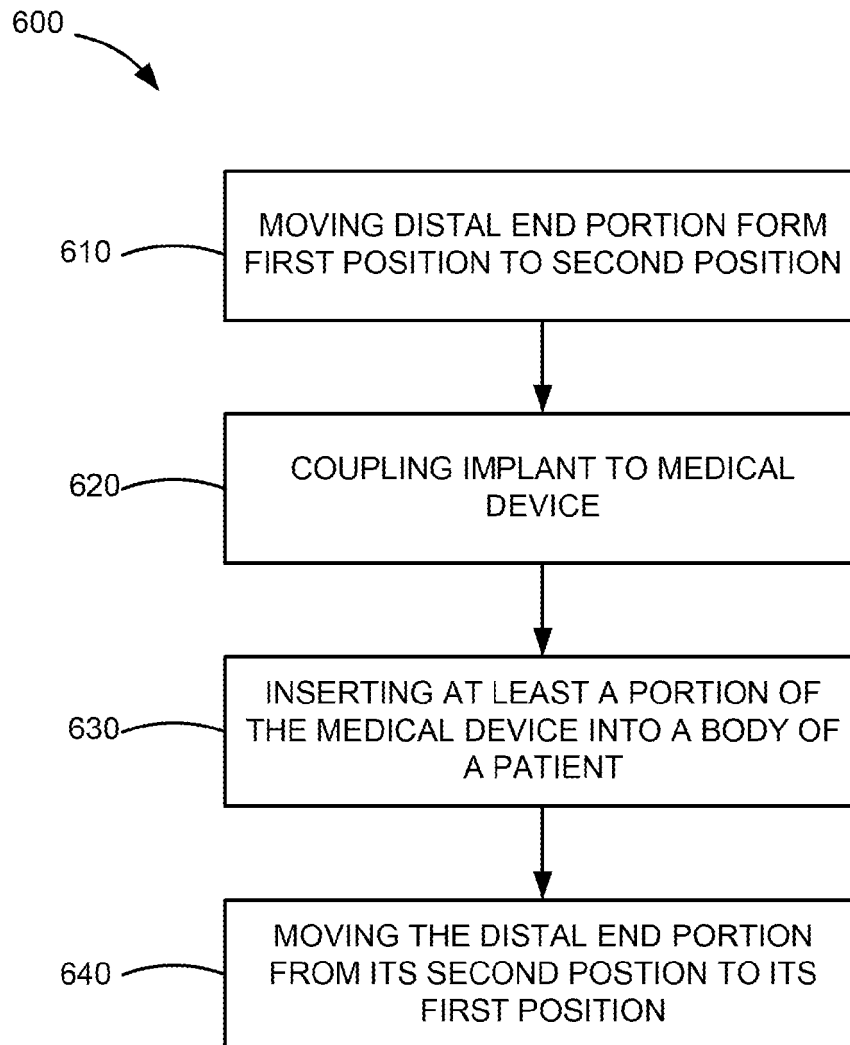 600
610
MOVING DISTAL END PORTION FORM
FIRST POSITION TO SECOND POSITION
620
COUPLING IMPLANT TO MEDICAL
DEVICE
630
INSERTING AT LEAST A PORTION OF
THE MEDICAL DEVICE INTO A BODY OF
A PATIENT
640
MOVING THE DISTAL END PORTION
FROM ITS SECOND POSTION TO ITS
FIRST POSITION